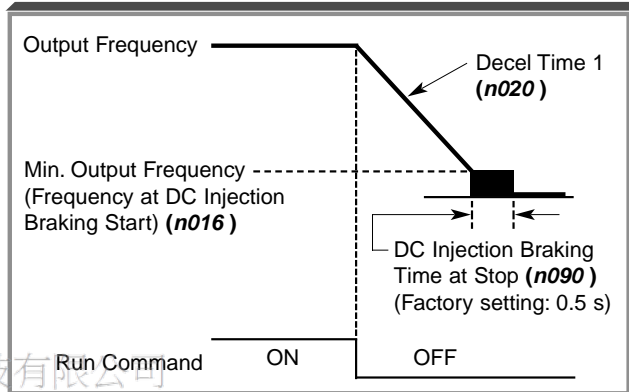 Output Frequency
Decel Time 1
(n020)
Min. Output Frequency
(Frequency at DC Injection
Braking Start) (n016)
DC Injection Braking
Time at Stop (n090)
(Factory setting: 0.5 s)
Run Command
ON
OFF
有限公司